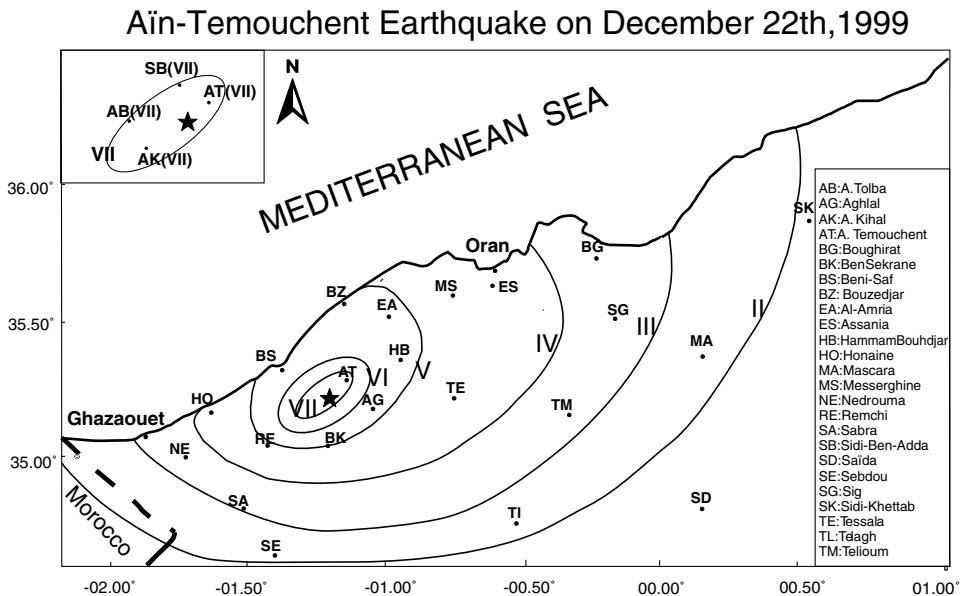 Aïn-Temouchent Earthquake on December 22th,1999
SB(VII)
AT(VII)
AB(VII)
VII
AK(VII)
N
MEDITERRANEAN SEA
36.00°
35.50°
35.00°
SK
Oran
BG
BZ
MS
ES
EA
SG
II
III
IV
MA
HB
BS
AT
VI
V
TE
AG
VII
TM
HO
Ghazaouet
RE
BK
NE
SA
SD
TI
SE
Morocco
AB:A.Tolba
AG:Aghlal
AK:A. Kihal
AT:A. Temouchent
BG:Boughirat
BK:BenSekrane
BS:Beni-Saf
BZ: Bouzedjar
EA:Al-Amria
ES:Assania
HB:HammamBouhdjar
HO:Honaine
MA:Mascara
MS:Messerghine
NE:Nedrouma
RE:Remchi
SA:Sabra
SB:Sidi-Ben-Adda
SD:Saïda
SE:Sebdou
SG:Sig
SK:Sidi-Khettab
TE:Tessala
TL:Telagh
TM:Telioum
-02.00° -01.50° -01.00° -00.50° 00.00° 00.50° 01.00°